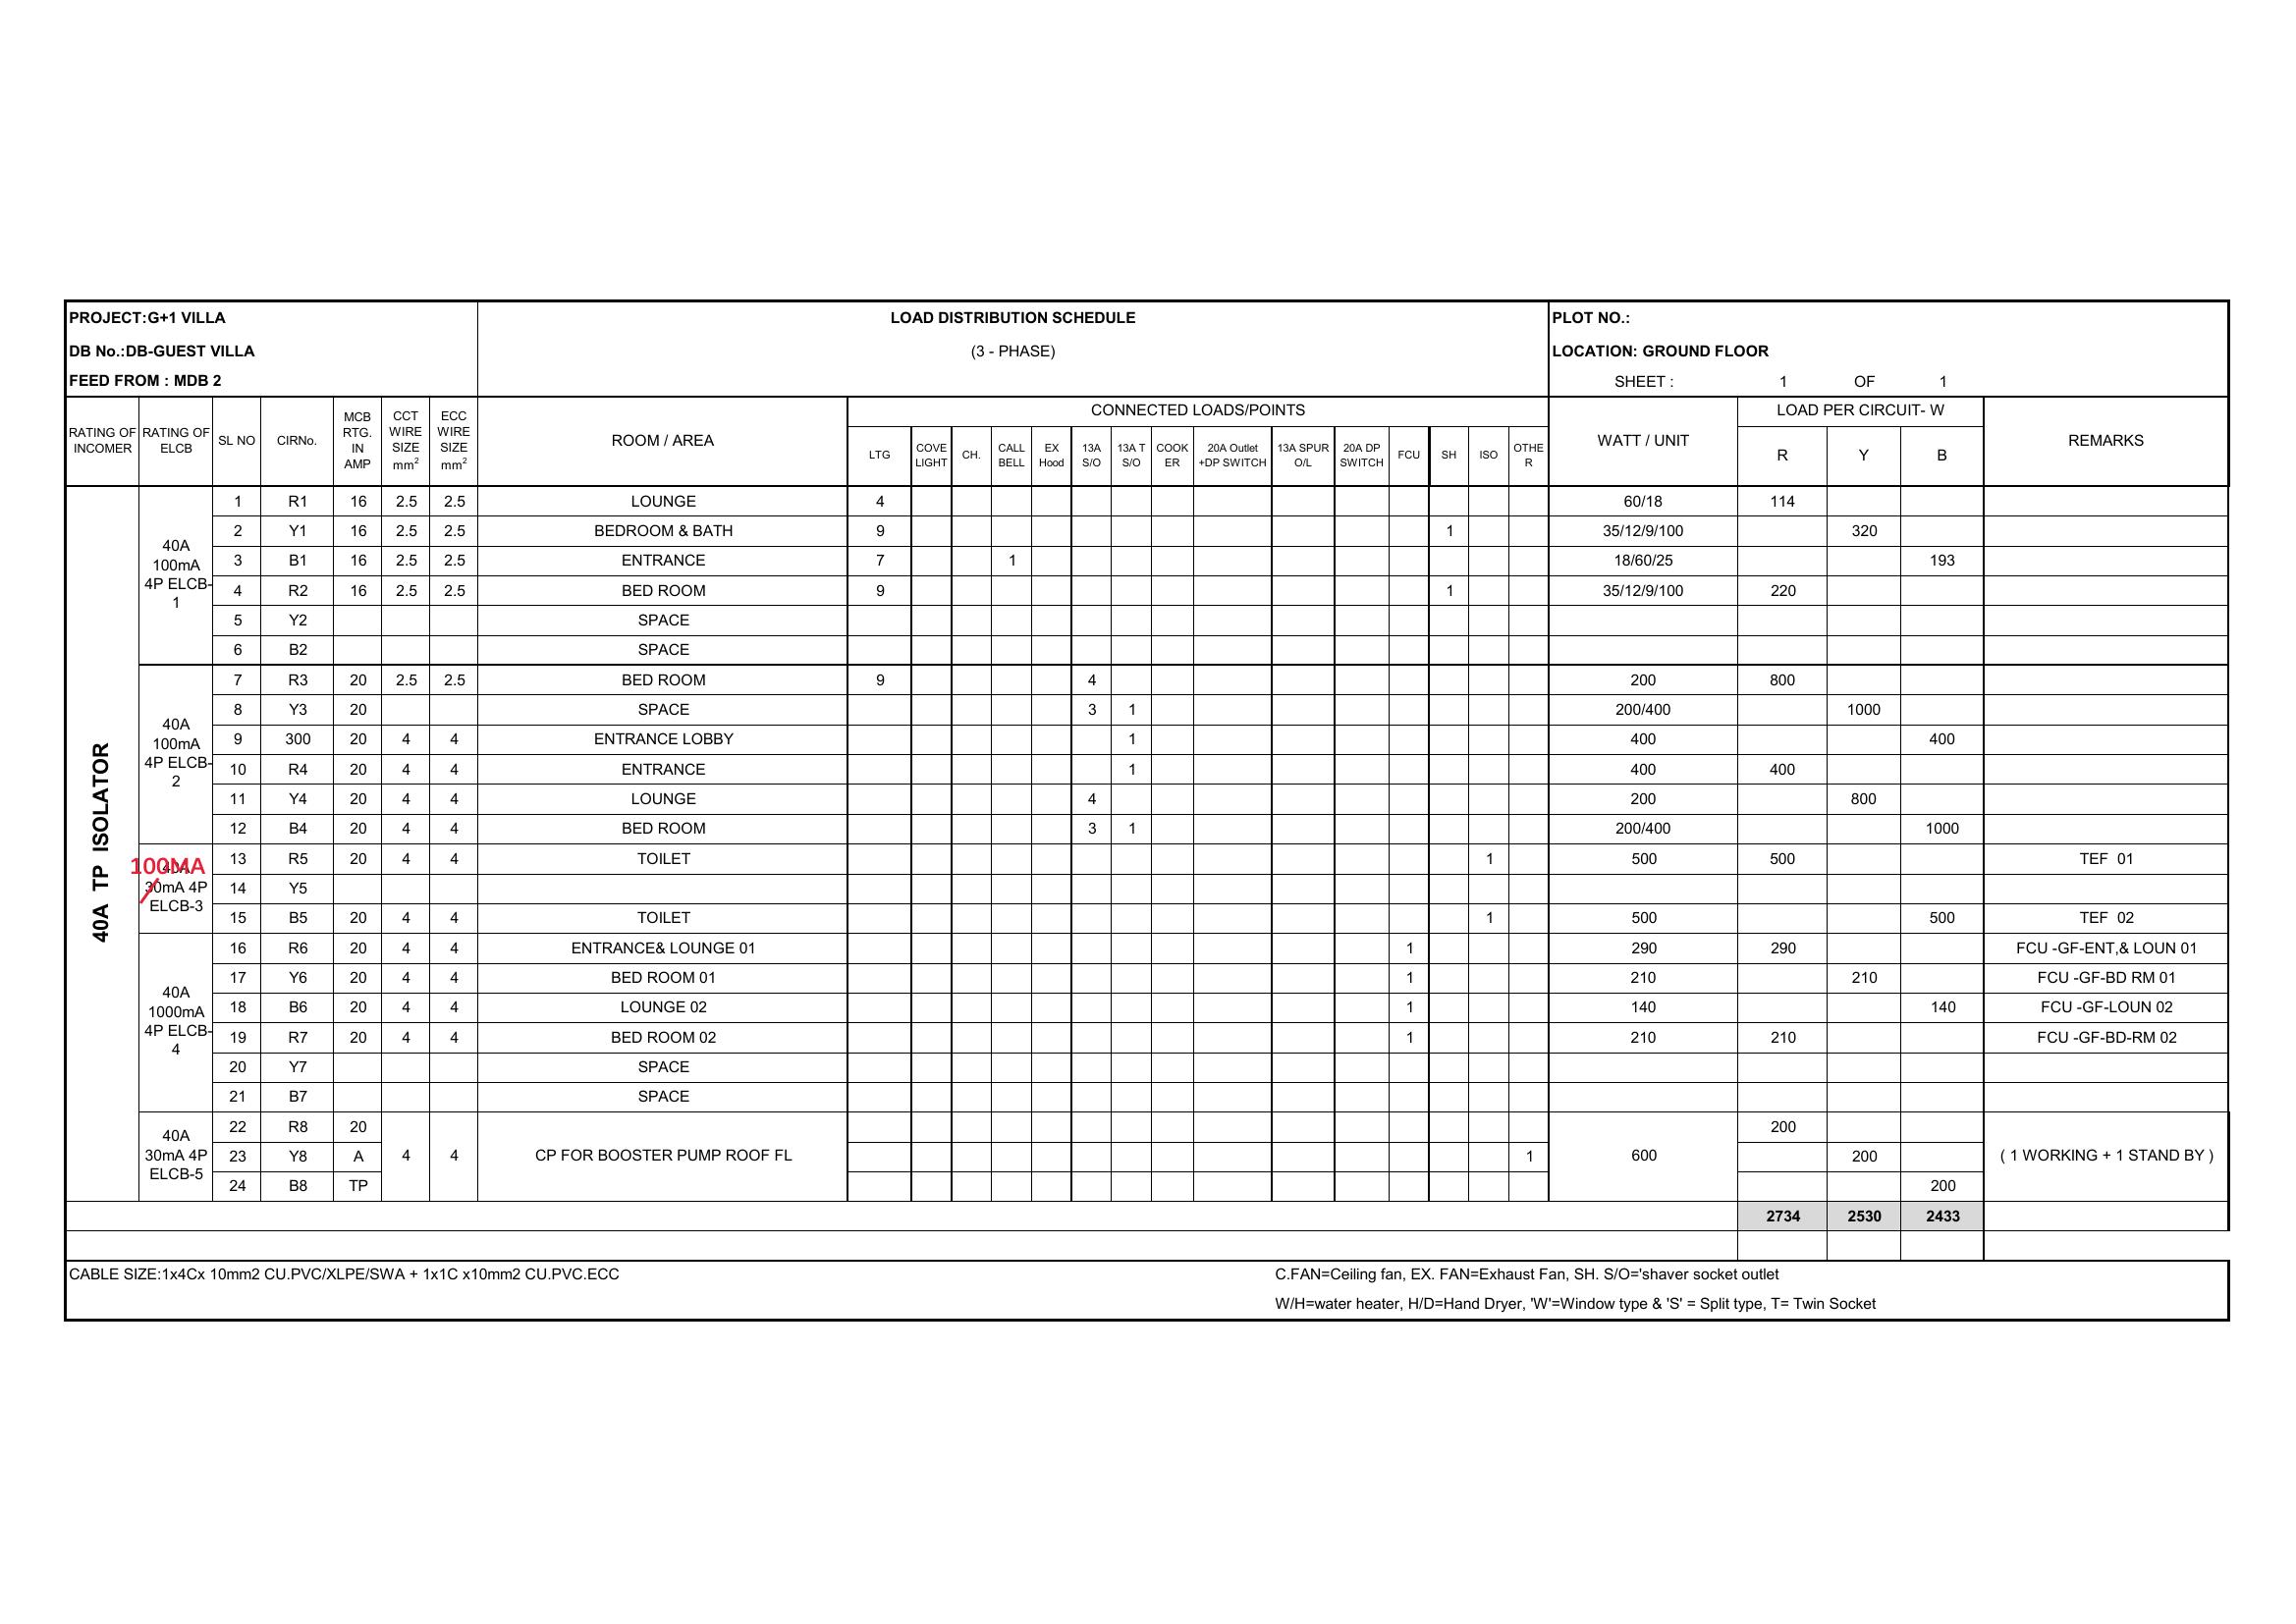 PROJECT:G+1 VILLA
LOAD DISTRIBUTION SCHEDULE
PLOT NO.:
DB No.:DB-GUEST VILLA
(3 - PHASE)
LOCATION: GROUND FLOOR
FEED FROM : MDB 2
SHEET : 1 OF 1
RATING OF INCOMER
RATING OF ELCB
SL NO
CIRNo.
MCB RTG. IN AMP
CCT WIRE SIZE mm2
ECC WIRE SIZE mm2
ROOM / AREA
CONNECTED LOADS/POINTS
LTG
COVE LIGHT
CH.
CALL BELL
EX Hood
13A S/O
13A T S/O
COOK ER
20A Outlet +DP SWITCH
13A SPUR O/L
20A DP SWITCH
FCU
SH
ISO
OTHE R
WATT / UNIT
LOAD PER CIRCUIT- W
R Y B
REMARKS
40A TP ISOLATOR
40A 100mA 4P ELCB-1
1 R1 16 2.5 2.5 LOUNGE 4 60/18 114
2 Y1 16 2.5 2.5 BEDROOM & BATH 9 1 35/12/9/100 320
3 B1 16 2.5 2.5 ENTRANCE 7 1 18/60/25 193
4 R2 16 2.5 2.5 BED ROOM 9 1 35/12/9/100 220
5 Y2 SPACE
6 B2 SPACE
40A 100mA 4P ELCB-2
7 R3 20 2.5 2.5 BED ROOM 9 4 200 800
8 Y3 20 SPACE 3 1 200/400 1000
9 300 20 4 4 ENTRANCE LOBBY 1 400 400
10 R4 20 4 4 ENTRANCE 1 400 400
11 Y4 20 4 4 LOUNGE 4 200 800
12 B4 20 4 4 BED ROOM 3 1 200/400 1000
100MA
30mA 4P ELCB-3
13 R5 20 4 4 TOILET 1 500 500 TEF 01
14 Y5
15 B5 20 4 4 TOILET 1 500 500 TEF 02
40A 1000mA 4P ELCB-4
16 R6 20 4 4 ENTRANCE& LOUNGE 01 1 290 290 FCU -GF-ENT,& LOUN 01
17 Y6 20 4 4 BED ROOM 01 1 210 210 FCU -GF-BD RM 01
18 B6 20 4 4 LOUNGE 02 1 140 140 FCU -GF-LOUN 02
19 R7 20 4 4 BED ROOM 02 1 210 210 FCU -GF-BD-RM 02
20 Y7 SPACE
21 B7 SPACE
40A 30mA 4P ELCB-5
22 R8 20 200
23 Y8 A 4 4 CP FOR BOOSTER PUMP ROOF FL 1 600 200 ( 1 WORKING + 1 STAND BY )
24 B8 TP 200
2734 2530 2433
CABLE SIZE:1x4Cx 10mm2 CU.PVC/XLPE/SWA + 1x1C x10mm2 CU.PVC.ECC
C.FAN=Ceiling fan, EX. FAN=Exhaust Fan, SH. S/O='shaver socket outlet
W/H=water heater, H/D=Hand Dryer, 'W'=Window type & 'S' = Split type, T= Twin Socket